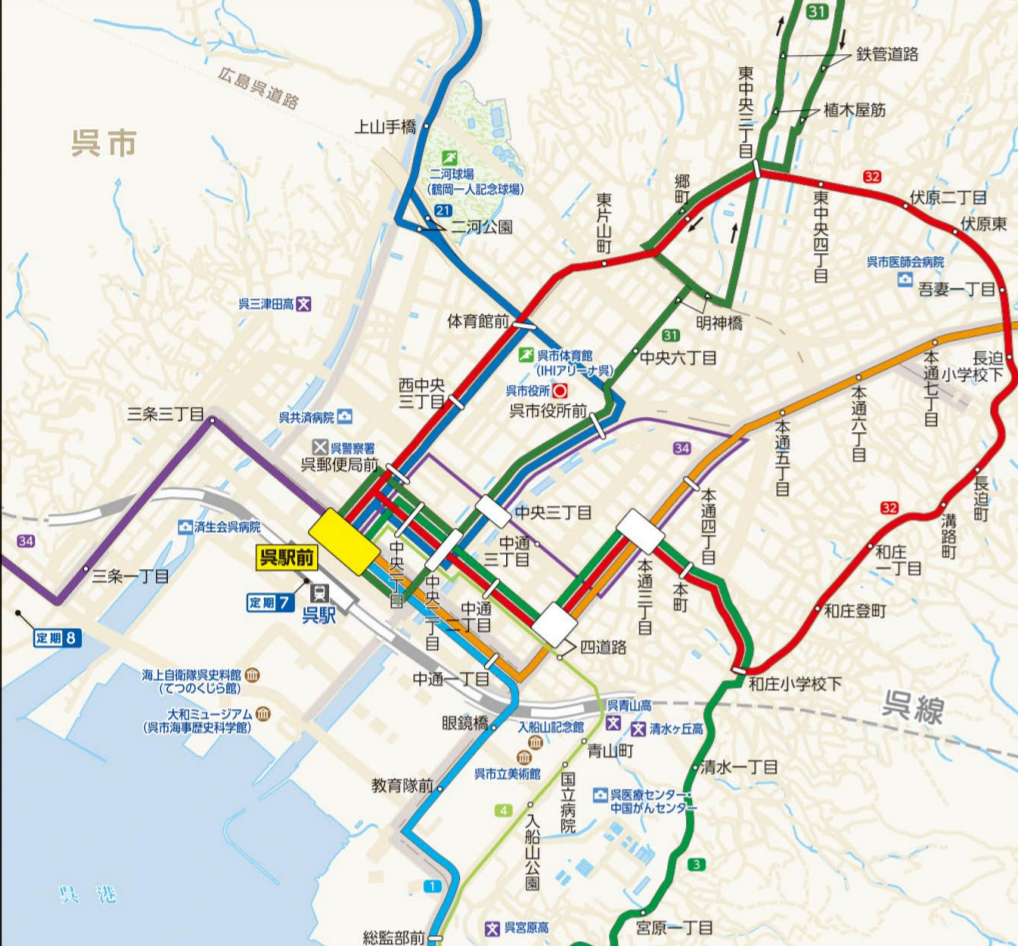 31
鉄管道路
広島呉道路
東中央三丁目
植木屋筋
上山手橋
呉市
二河球場
(鶴岡一人記念球場)
郷町
32
東中央四丁目
伏原二丁目
東片山町
21
二河公園
伏原東
呉市医師会病院
吾妻一丁目
呉三津田高
体育館前
明神橋
31
中央六丁目
呉市体育館
(IHIアリーナ呉)
本通七丁目
長迫
小学校下
西中央
三丁目
呉市役所
呉市役所前
本通六丁目
三条三丁目
呉共済病院
本通五丁目
34
呉警察署
呉郵便局前
長迫町
本通四丁目
32
溝路町
中央三丁目
済生会呉病院
34
呉駅前
中央一丁目
中通
三丁目
和庄
一丁目
三条一丁目
中央二丁目
本通三丁目
本町
定期7
呉駅
中通
二丁目
和庄登町
定期8
四道路
中通一丁目
和庄小学校下
海上自衛隊呉史料館
(てつのくじら館)
大和ミュージアム
(呉市海事歴史科学館)
眼鏡橋
入船山記念館
呉青山高
清水ヶ丘高
呉線
青山町
呉市立美術館
国立病院
清水一丁目
教育隊前
呉医療センター・
中国がんセンター
4
入船山公園
3
1
呉港
呉宮原高
宮原一丁目
総監部前